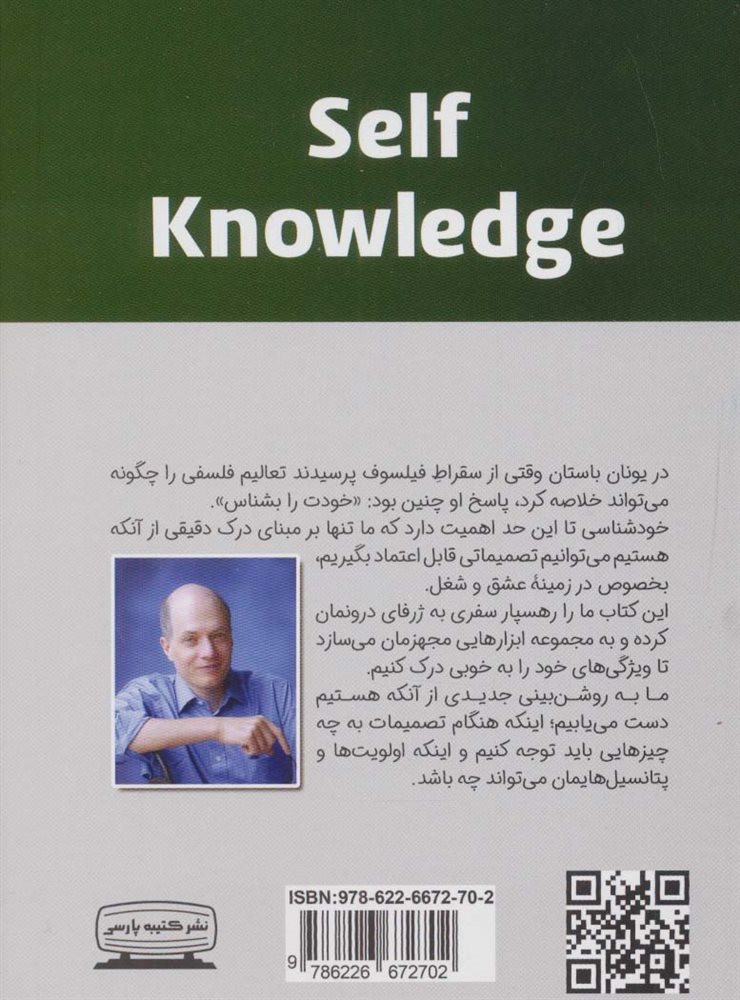 Self
Knowledge
در یونان باستان وقتی از سقراطِ فیلسوف پرسیدند تعالیم فلسفی را چگونه
می‌تواند خلاصه کرد، پاسخ او چنین بود: «خودت را بشناس».
خودشناسی تا این حد اهمیت دارد که ما تنها بر مبنای درک دقیقی از آنکه
هستیم می‌توانیم تصمیماتی قابل اعتماد بگیریم،
بخصوص در زمینهٔ عشق و شغل.
این کتاب ما را رهسپار سفری به ژرفای درونمان
کرده و به مجموعه ابزارهایی مجهزمان می‌سازد
تا ویژگی‌های خود را به خوبی درک کنیم.
ما به روشن‌بینی جدیدی از آنکه هستیم
دست می‌یابیم؛ اینکه هنگام تصمیمات به چه
چیزهایی باید توجه کنیم و اینکه اولویت‌ها و
پتانسیل‌هایمان می‌تواند چه باشد.
نشر کتیبه پارسی
ISBN:978-622-6672-70-2
9 786226 672702